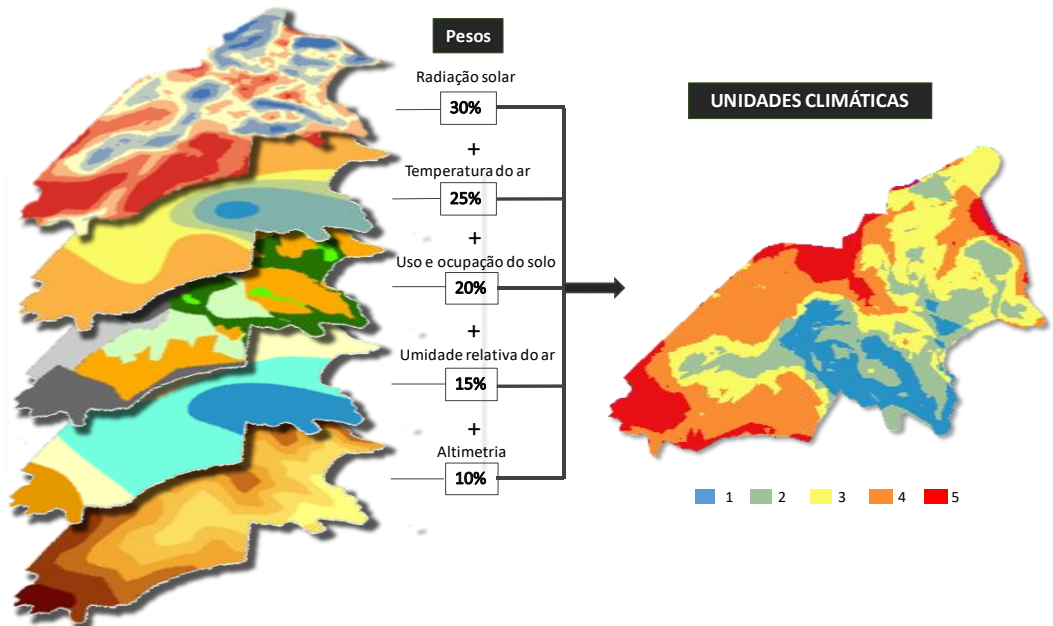 Pesos
Radiação solar
30%
+
Temperatura do ar
25%
+
Uso e ocupação do solo
20%
+
Umidade relativa do ar
15%
+
Altimetria
10%
UNIDADES CLIMÁTICAS
1 2 3 4 5